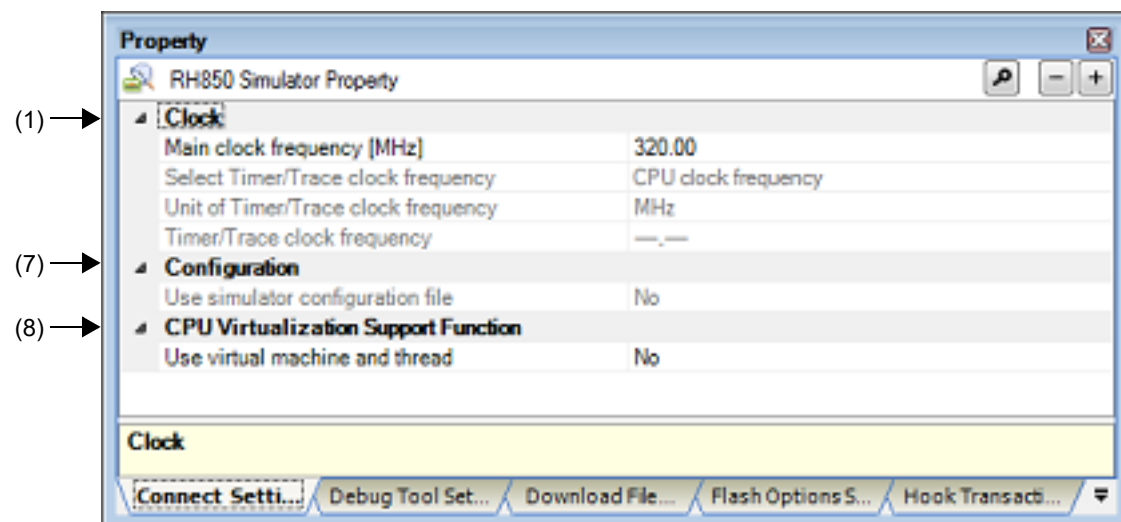 Property
RH850 Simulator Property
(1) Clock
Main clock frequency [MHz] 320.00
Select Timer/Trace clock frequency CPU clock frequency
Unit of Timer/Trace clock frequency MHz
Timer/Trace clock frequency ---.---
(7) Configuration
Use simulator configuration file No
(8) CPU Virtualization Support Function
Use virtual machine and thread No
Clock
Connect Setti... Debug Tool Set... Download File... Flash Options S... Hook Transacti...